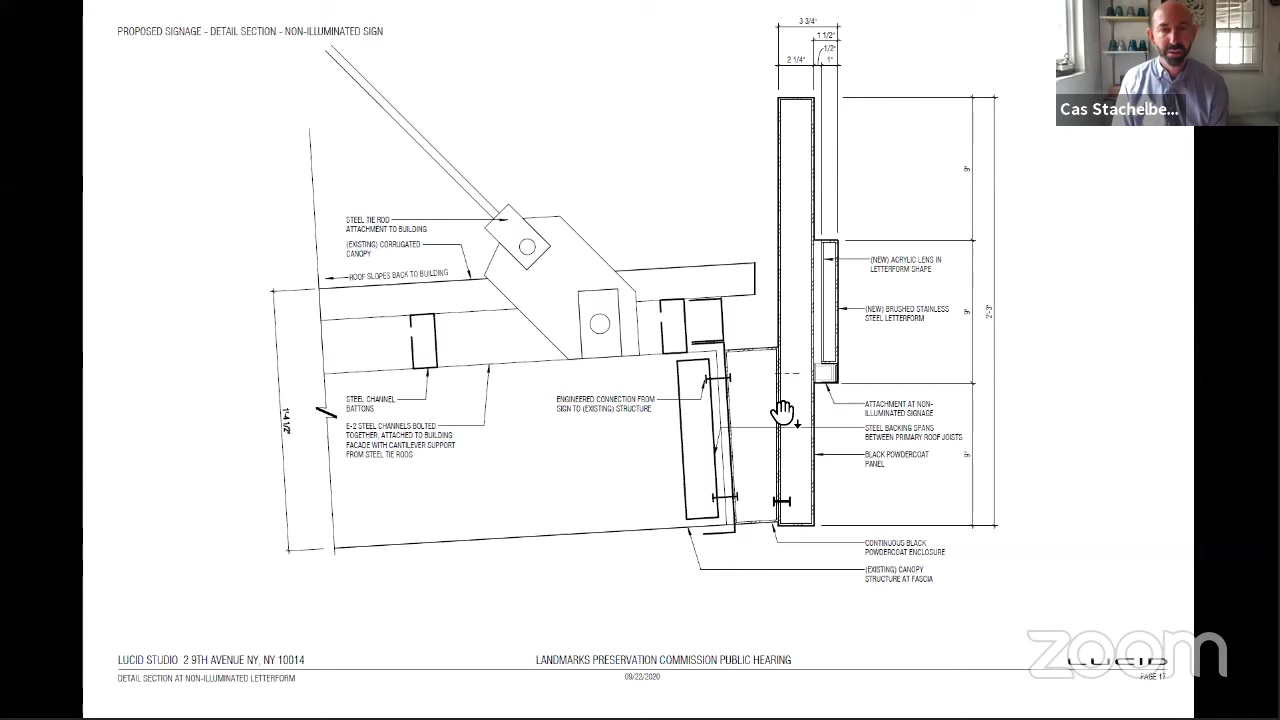 PROPOSED SIGNAGE - DETAIL SECTION - NON-ILLUMINATED SIGN
3 3/4"
1 1/2"
1/2"
2 1/4"
1"
Cas Stachelbe...
STEEL TIE ROD
ATTACHMENT TO BUILDING
(EXISTING) CORRUGATED
CANOPY
ROOF SLOPES BACK TO BUILDING
9"
(NEW) ACRYLIC LENS IN
LETTERFORM SHAPE
(NEW) BRUSHED STAINLESS
STEEL LETTERFORM
9"
2'-3"
STEEL CHANNEL
BATTONS
ENGINEERED CONNECTION FROM
SIGN TO (EXISTING) STRUCTURE
ATTACHMENT AT NON-
ILLUMINATED SIGNAGE
1'-4 1/2"
E-2 STEEL CHANNELS BOLTED
TOGETHER, ATTACHED TO BUILDING
FACADE WITH CANTILEVER SUPPORT
FROM STEEL TIE RODS
STEEL BACKING SPANS
BETWEEN PRIMARY ROOF JOISTS
BLACK POWDERCOAT
PANEL
9"
CONTINUOUS BLACK
POWDERCOAT ENCLOSURE
(EXISTING) CANOPY
STRUCTURE AT FASCIA
zoom
LUCID STUDIO 2 9TH AVENUE NY, NY 10014
LANDMARKS PRESERVATION COMMISSION PUBLIC HEARING
LUCID
DETAIL SECTION AT NON-ILLUMINATED LETTERFORM
09/22/2020
PAGE 17